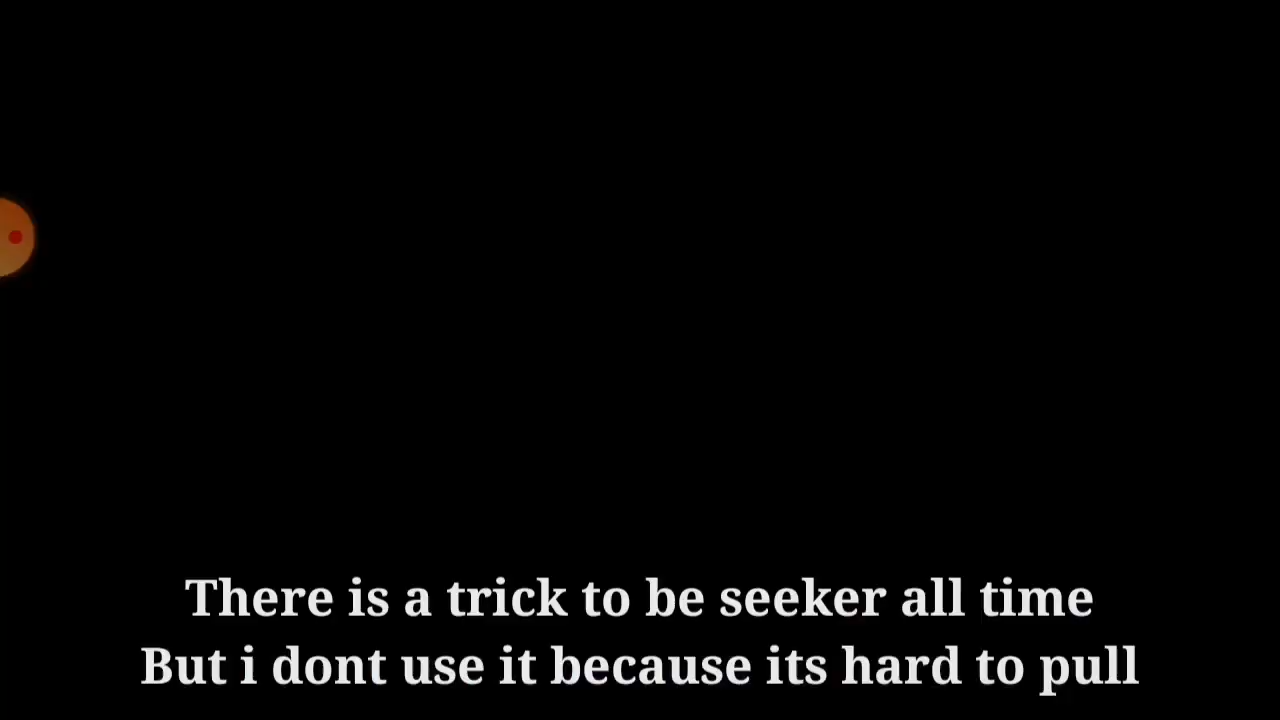 There is a trick to be seeker all time
But i dont use it because its hard to pull